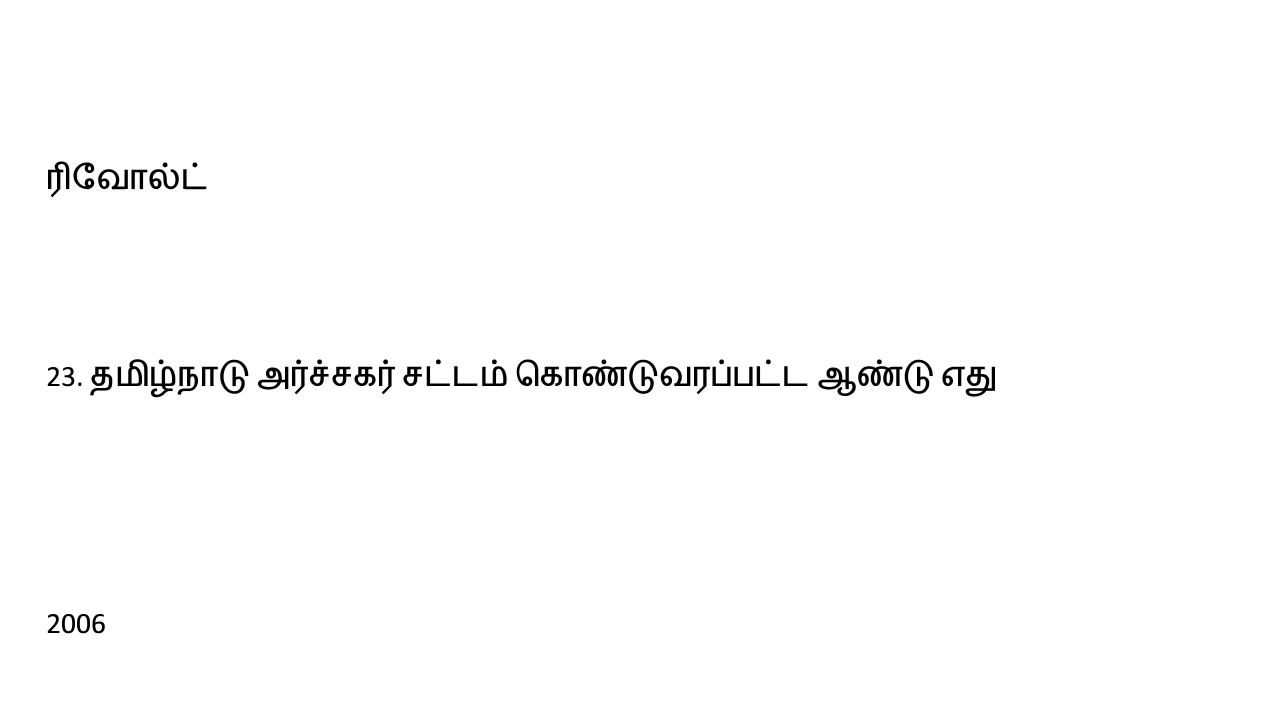 ரிவோல்ட்
23. தமிழ்நாடு அர்ச்சகர் சட்டம் கொண்டுவரப்பட்ட ஆண்டு எது
2006